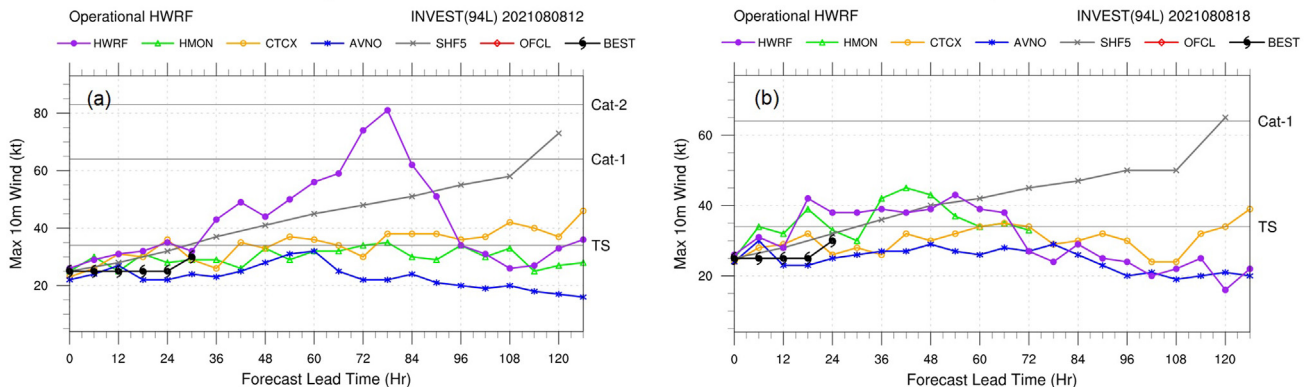 Operational HWRF INVEST(94L) 2021080812
HWRF HMON CTCX AVNO SHF5 OFCL BEST
(a)
Max 10m Wind (kt)
80
60
40
20
Cat-2
Cat-1
TS
0 12 24 36 48 60 72 84 96 108 120
Forecast Lead Time (Hr)
Operational HWRF INVEST(94L) 2021080818
HWRF HMON CTCX AVNO SHF5 OFCL BEST
(b)
Max 10m Wind (kt)
60
40
20
Cat-1
TS
0 12 24 36 48 60 72 84 96 108 120
Forecast Lead Time (Hr)